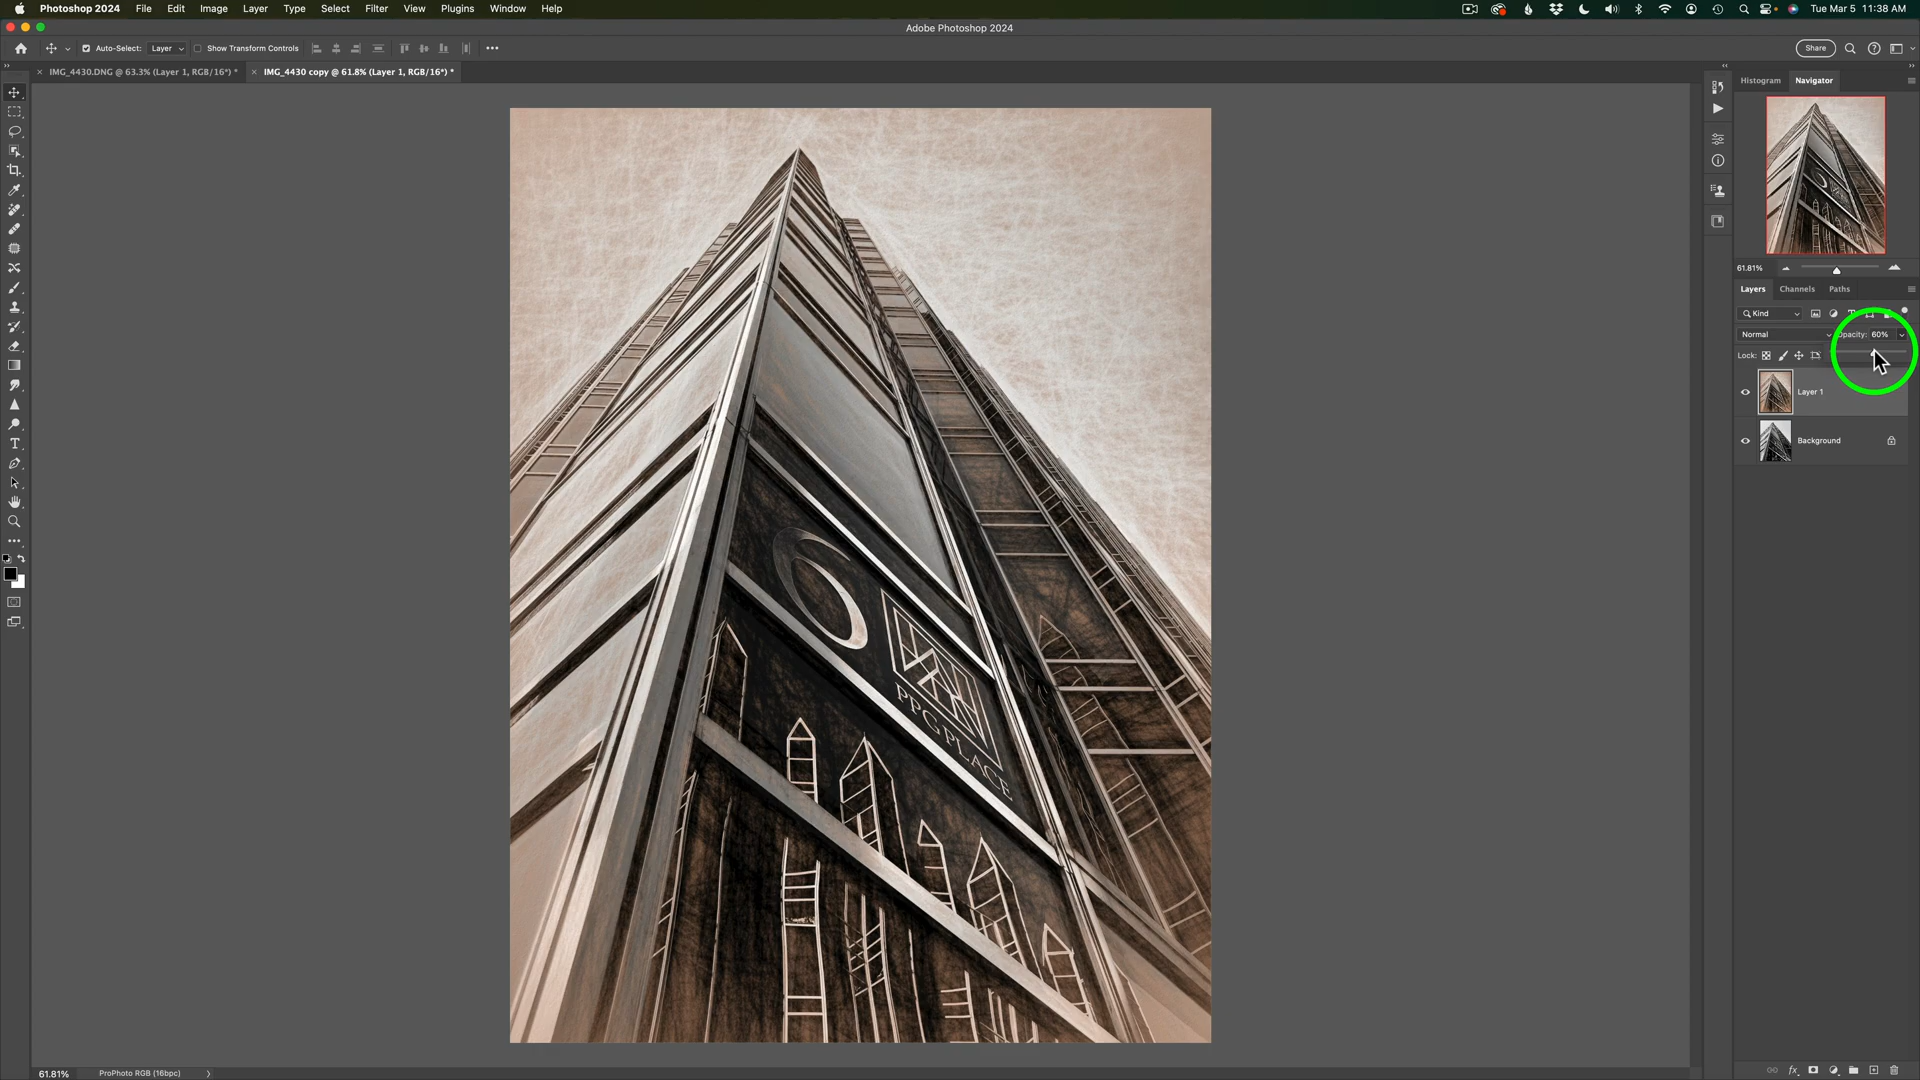 Photoshop 2024 File Edit Image Layer Type Select Filter View Plugins Window Help Tue Mar 5 11:38 AM
Adobe Photoshop 2024
Auto-Select: Layer Show Transform Controls Share
IMG_4430.DNG @ 63.3% (Layer 1, RGB/16*) * IMG_4430 copy @ 61.8% (Layer 1, RGB/16*) *
Histogram Navigator
61.81%
Layers Channels Paths
Kind
Normal Opacity: 60%
Lock:
Layer 1
Background
6
PPG PLACE
61.81% ProPhoto RGB (16bpc)